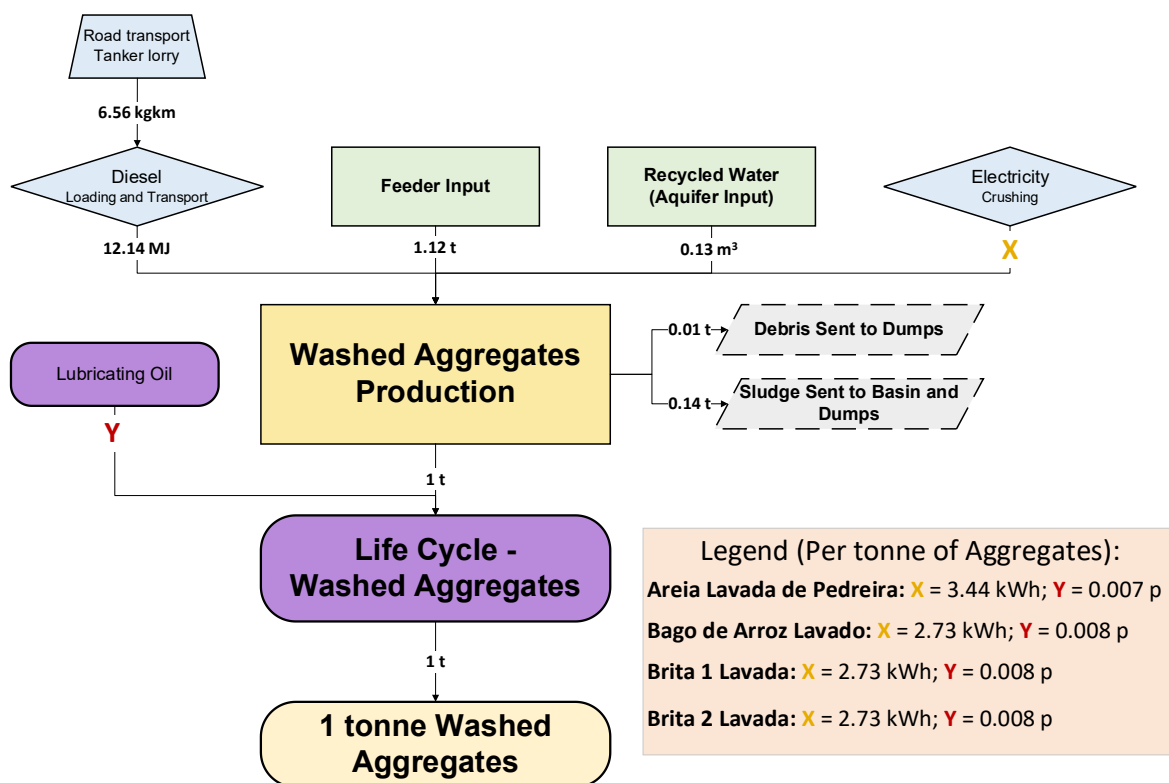 Road transport
Tanker lorry
6.56 kgkm
Diesel
Loading and Transport
Feeder Input
Recycled Water
(Aquifer Input)
Electricity
Crushing
12.14 MJ
1.12 t
0.13 m³
X
Washed Aggregates
Production
0.01 t
Debris Sent to Dumps
0.14 t
Sludge Sent to Basin and
Dumps
Lubricating Oil
Y
1 t
Life Cycle -
Washed Aggregates
1 t
1 tonne Washed
Aggregates
Legend (Per tonne of Aggregates):
Areia Lavada de Pedreira: X = 3.44 kWh; Y = 0.007 p
Bago de Arroz Lavado: X = 2.73 kWh; Y = 0.008 p
Brita 1 Lavada: X = 2.73 kWh; Y = 0.008 p
Brita 2 Lavada: X = 2.73 kWh; Y = 0.008 p